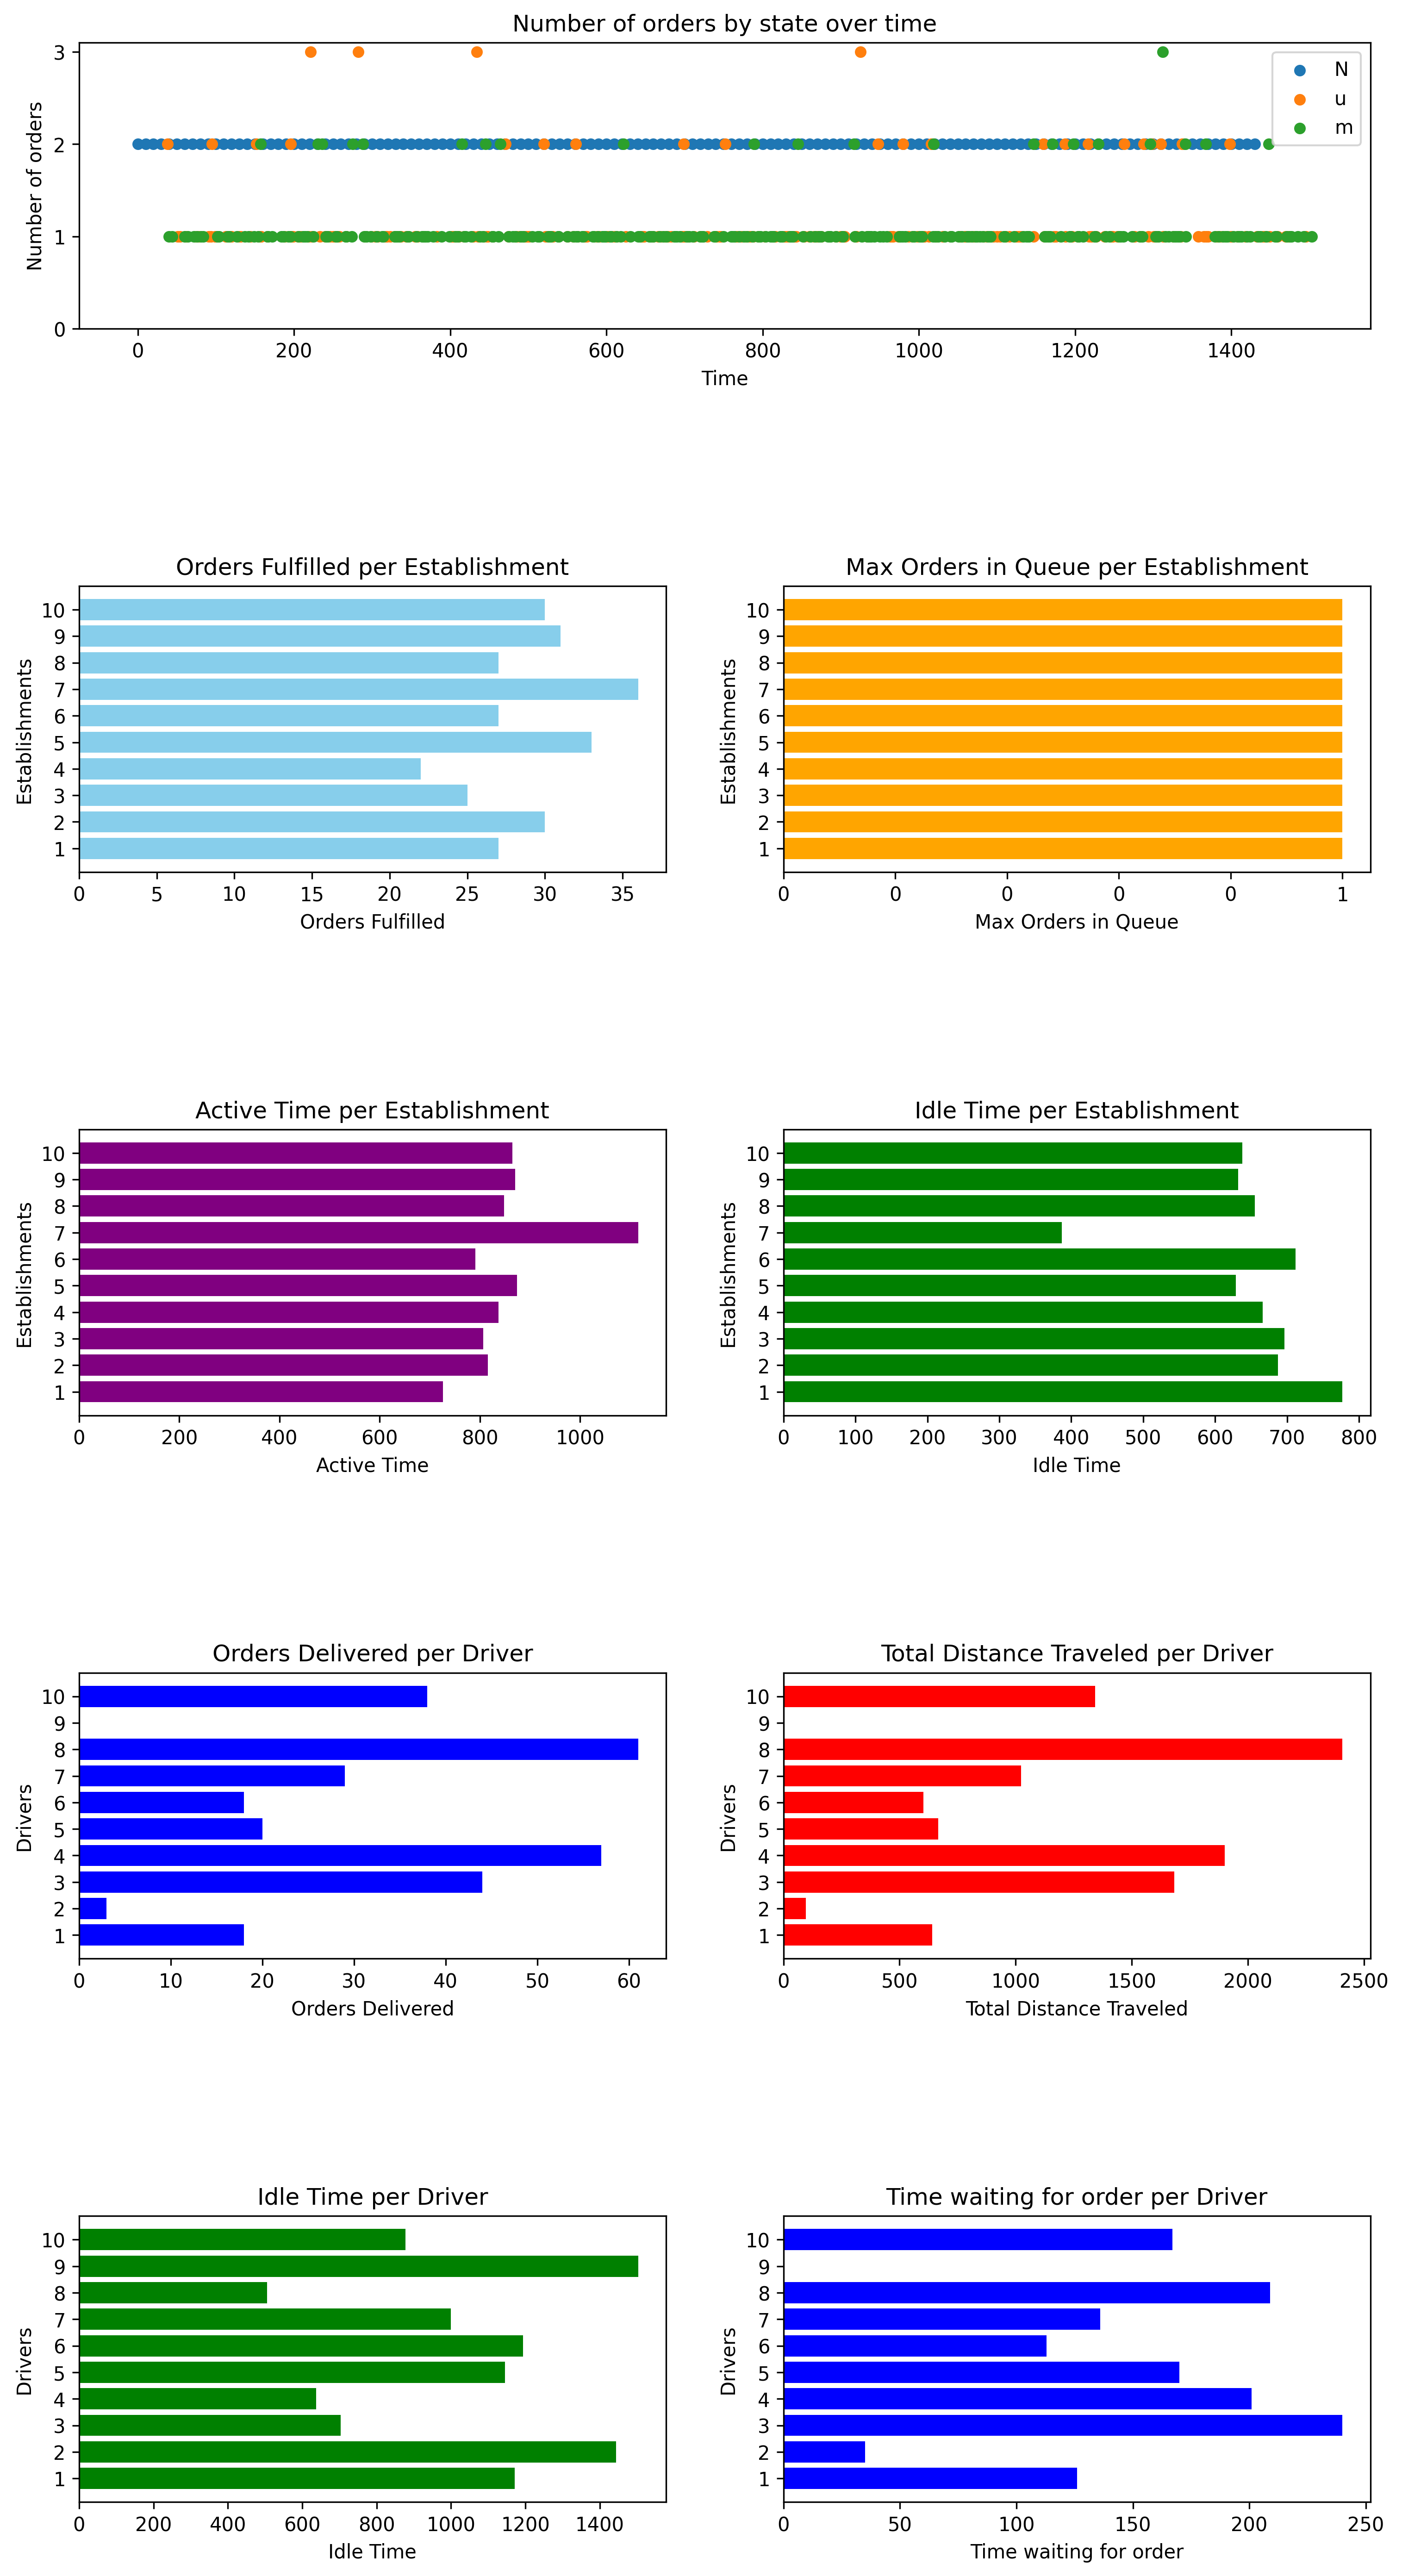 Number of orders by state over time
3
2
1
0
Number of orders
N
u
m
0 200 400 600 800 1000 1200 1400
Time
Orders Fulfilled per Establishment
10
9
8
7
6
5
4
3
2
1
Establishments
0 5 10 15 20 25 30 35
Orders Fulfilled
Max Orders in Queue per Establishment
10
9
8
7
6
5
4
3
2
1
Establishments
0 0 0 0 0 1
Max Orders in Queue
Active Time per Establishment
10
9
8
7
6
5
4
3
2
1
Establishments
0 200 400 600 800 1000
Active Time
Idle Time per Establishment
10
9
8
7
6
5
4
3
2
1
Establishments
0 100 200 300 400 500 600 700 800
Idle Time
Orders Delivered per Driver
10
9
8
7
6
5
4
3
2
1
Drivers
0 10 20 30 40 50 60
Orders Delivered
Total Distance Traveled per Driver
10
9
8
7
6
5
4
3
2
1
Drivers
0 500 1000 1500 2000 2500
Total Distance Traveled
Idle Time per Driver
10
9
8
7
6
5
4
3
2
1
Drivers
0 200 400 600 800 1000 1200 1400
Idle Time
Time waiting for order per Driver
10
9
8
7
6
5
4
3
2
1
Drivers
0 50 100 150 200 250
Time waiting for order